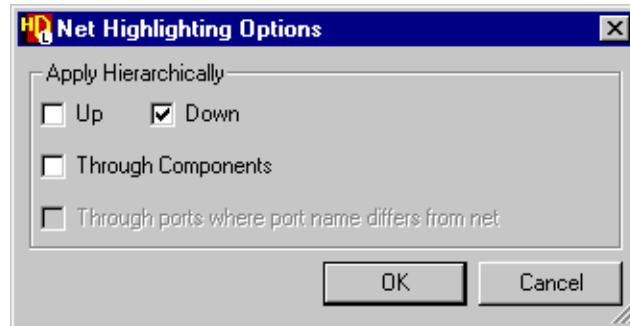 HDL Net Highlighting Options
Apply Hierarchically
Up Down
Through Components
Through ports where port name differs from net
OK Cancel